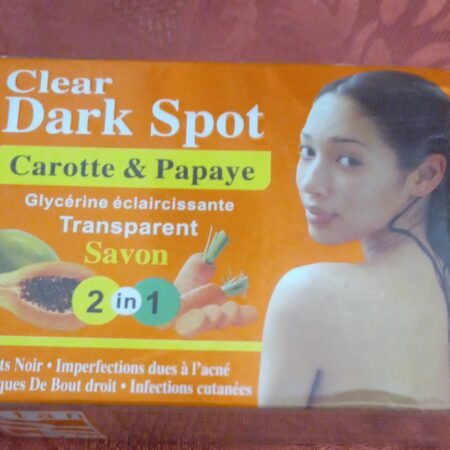 Clear
Dark Spot
Carotte & Papaye
Glycérine éclaircissante
Transparent
Savon
2 in 1
Noir • Imperfections dues à l'acné
De Bout droit • Infections cutanées